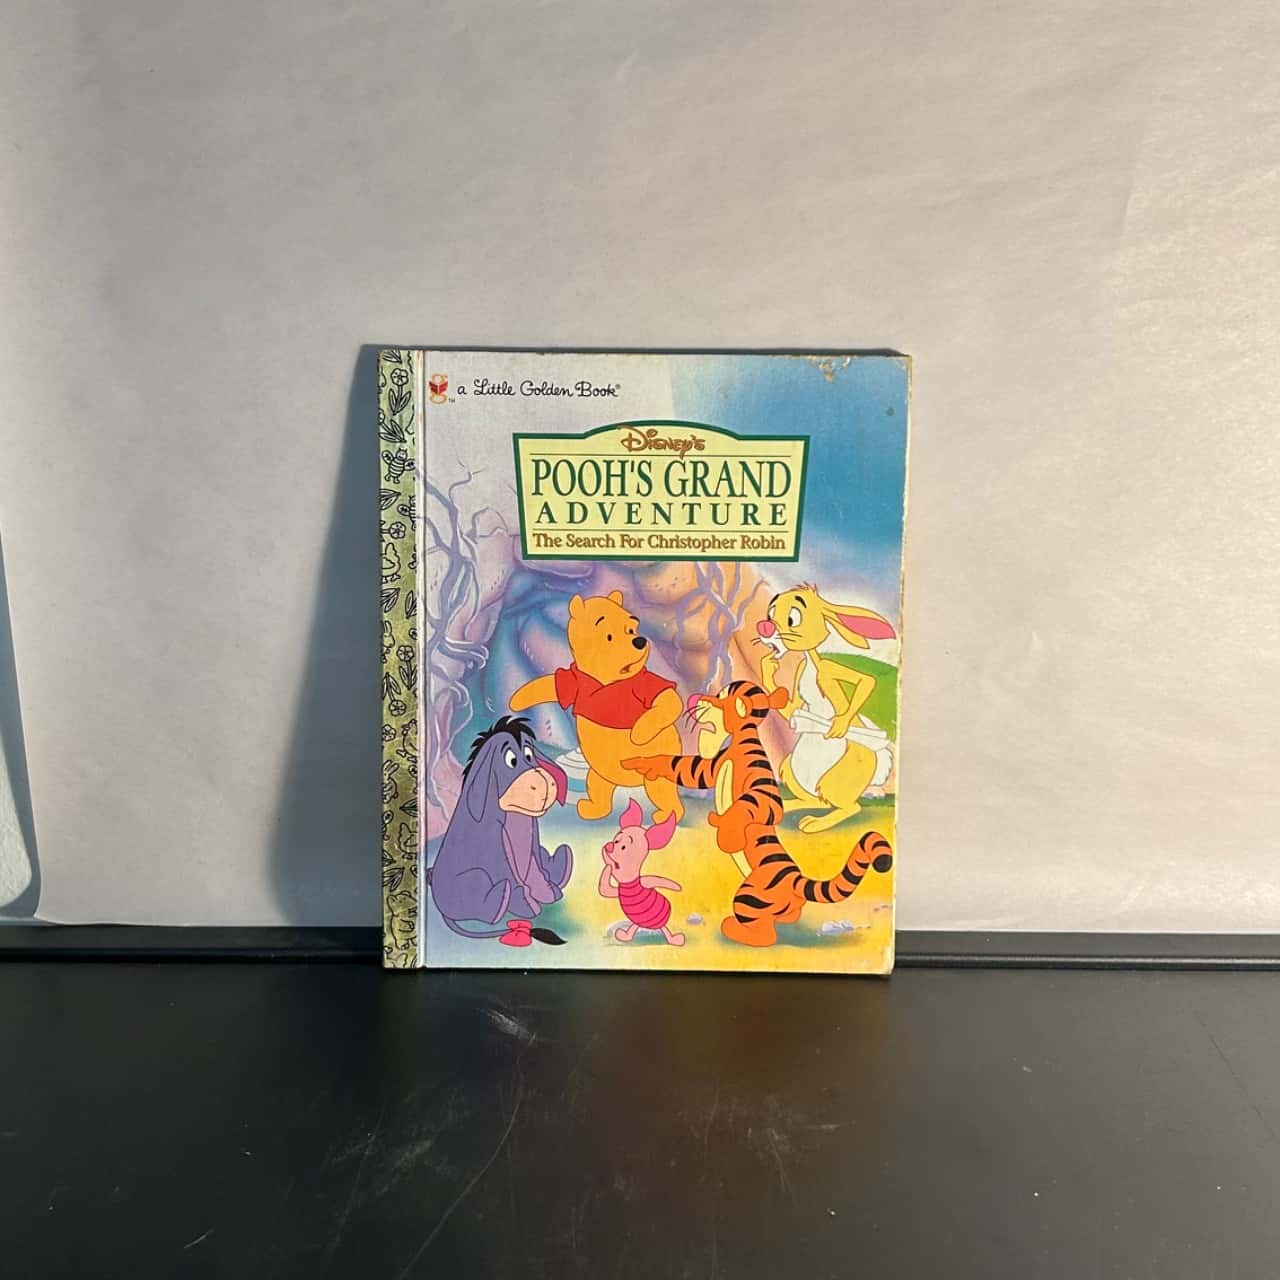 a Little Golden Book®
Disney's
POOH'S GRAND
ADVENTURE
The Search For Christopher Robin